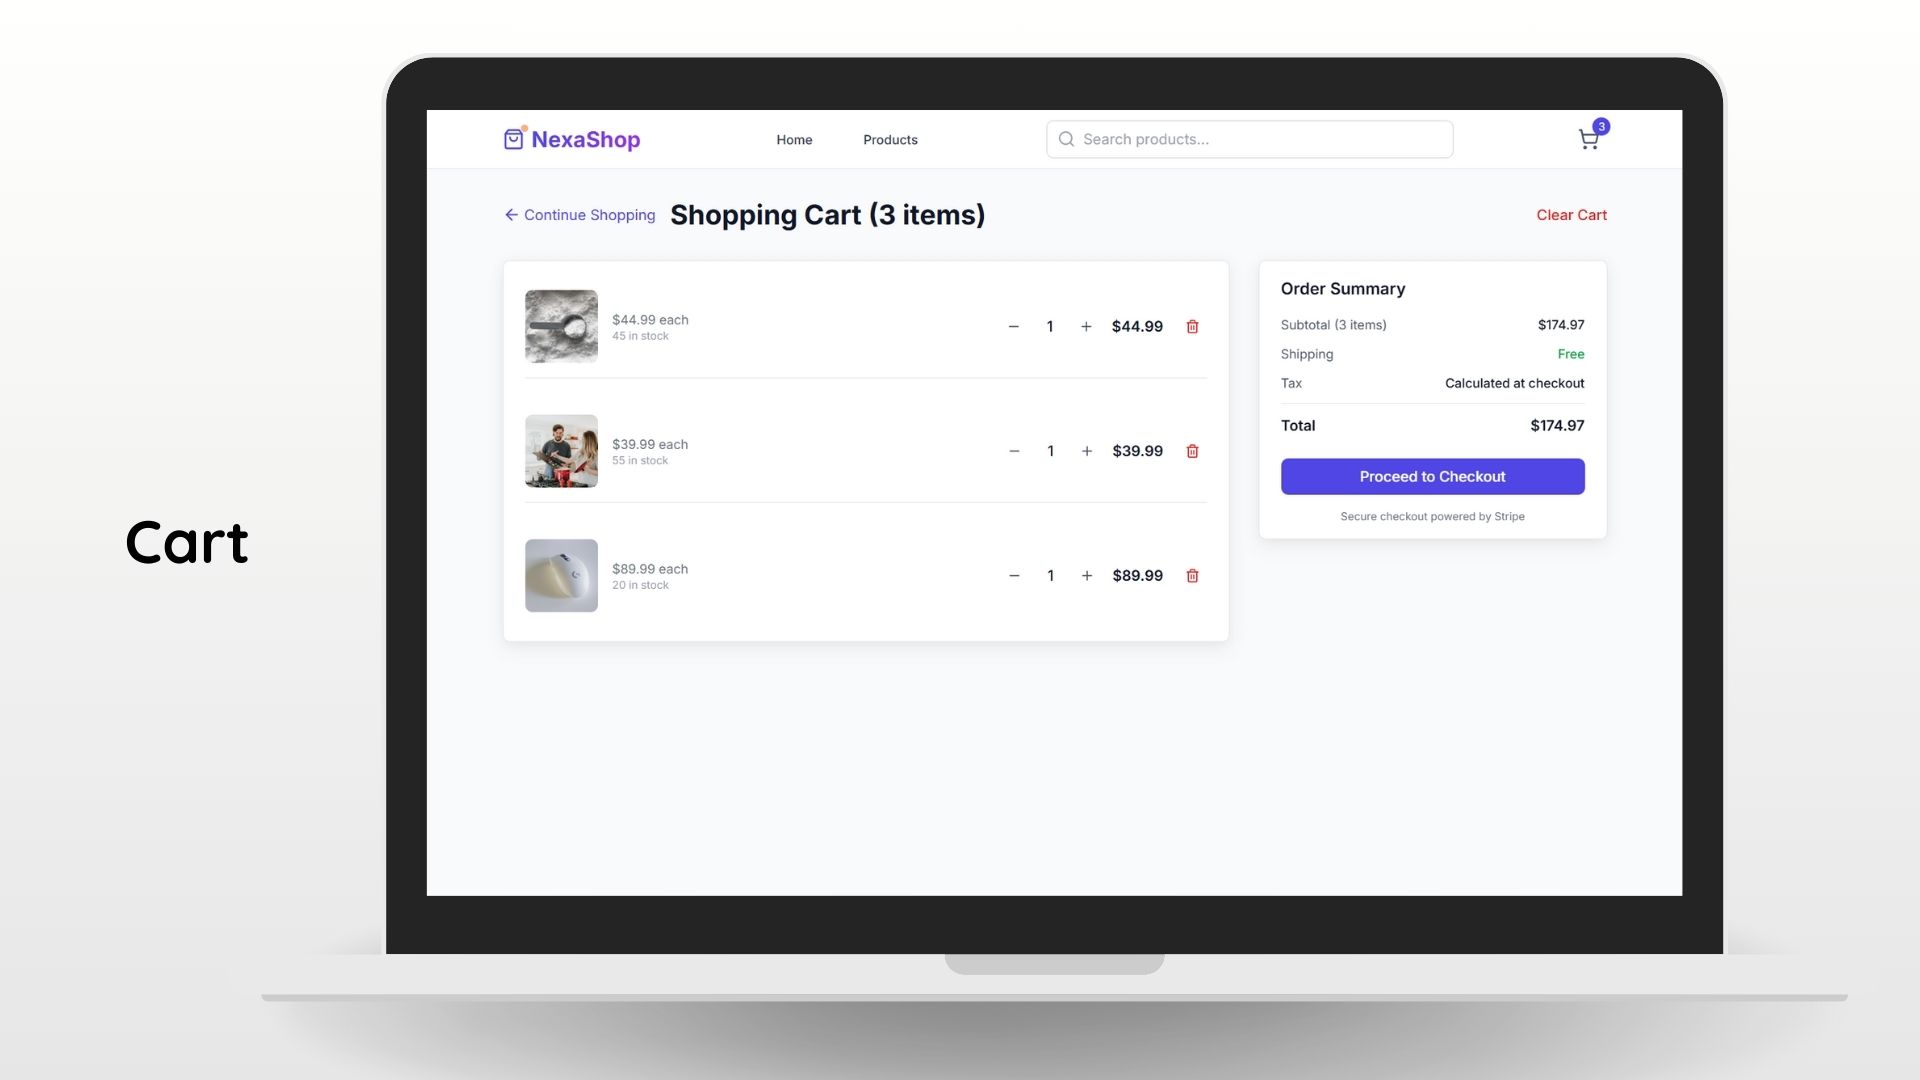 NexaShop
Home
Products
Search products...
3
Continue Shopping
Shopping Cart (3 items)
Clear Cart
$44.99 each
45 in stock
1
$44.99
$39.99 each
55 in stock
1
$39.99
$89.99 each
20 in stock
1
$89.99
Order Summary
Subtotal (3 items) $174.97
Shipping Free
Tax Calculated at checkout
Total $174.97
Proceed to Checkout
Secure checkout powered by Stripe
Cart